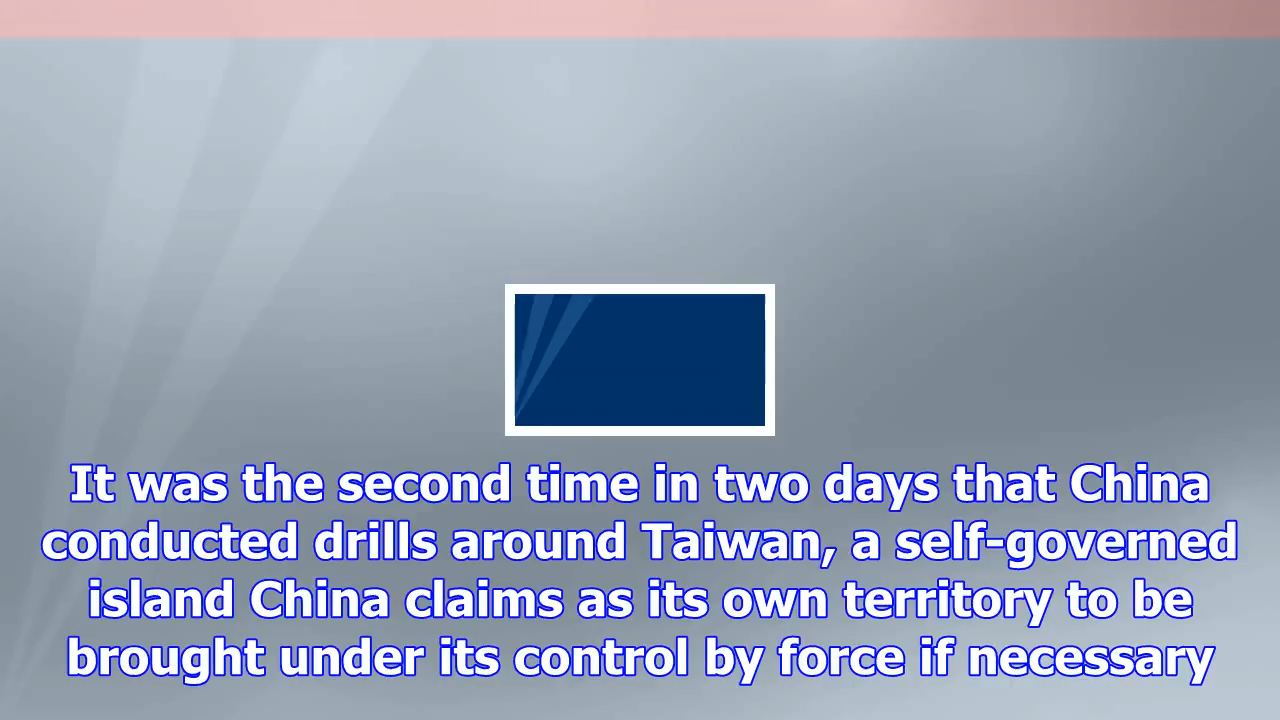 It was the second time in two days that China
conducted drills around Taiwan, a self-governed
island China claims as its own territory to be
brought under its control by force if necessary